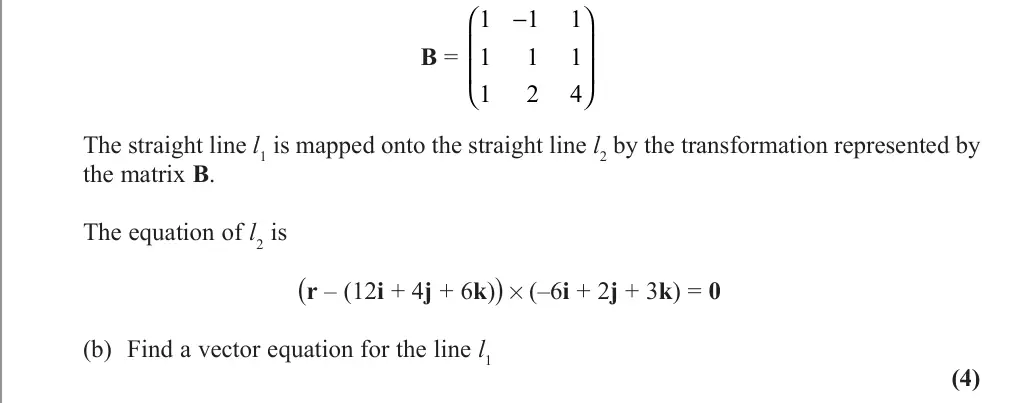 B = (1 −1 1
1 1 1
1 2 4)
The straight line l₁ is mapped onto the straight line l₂ by the transformation represented by
the matrix B.
The equation of l₂ is
(r – (12i + 4j + 6k)) × (–6i + 2j + 3k) = 0
(b) Find a vector equation for the line l₁
(4)